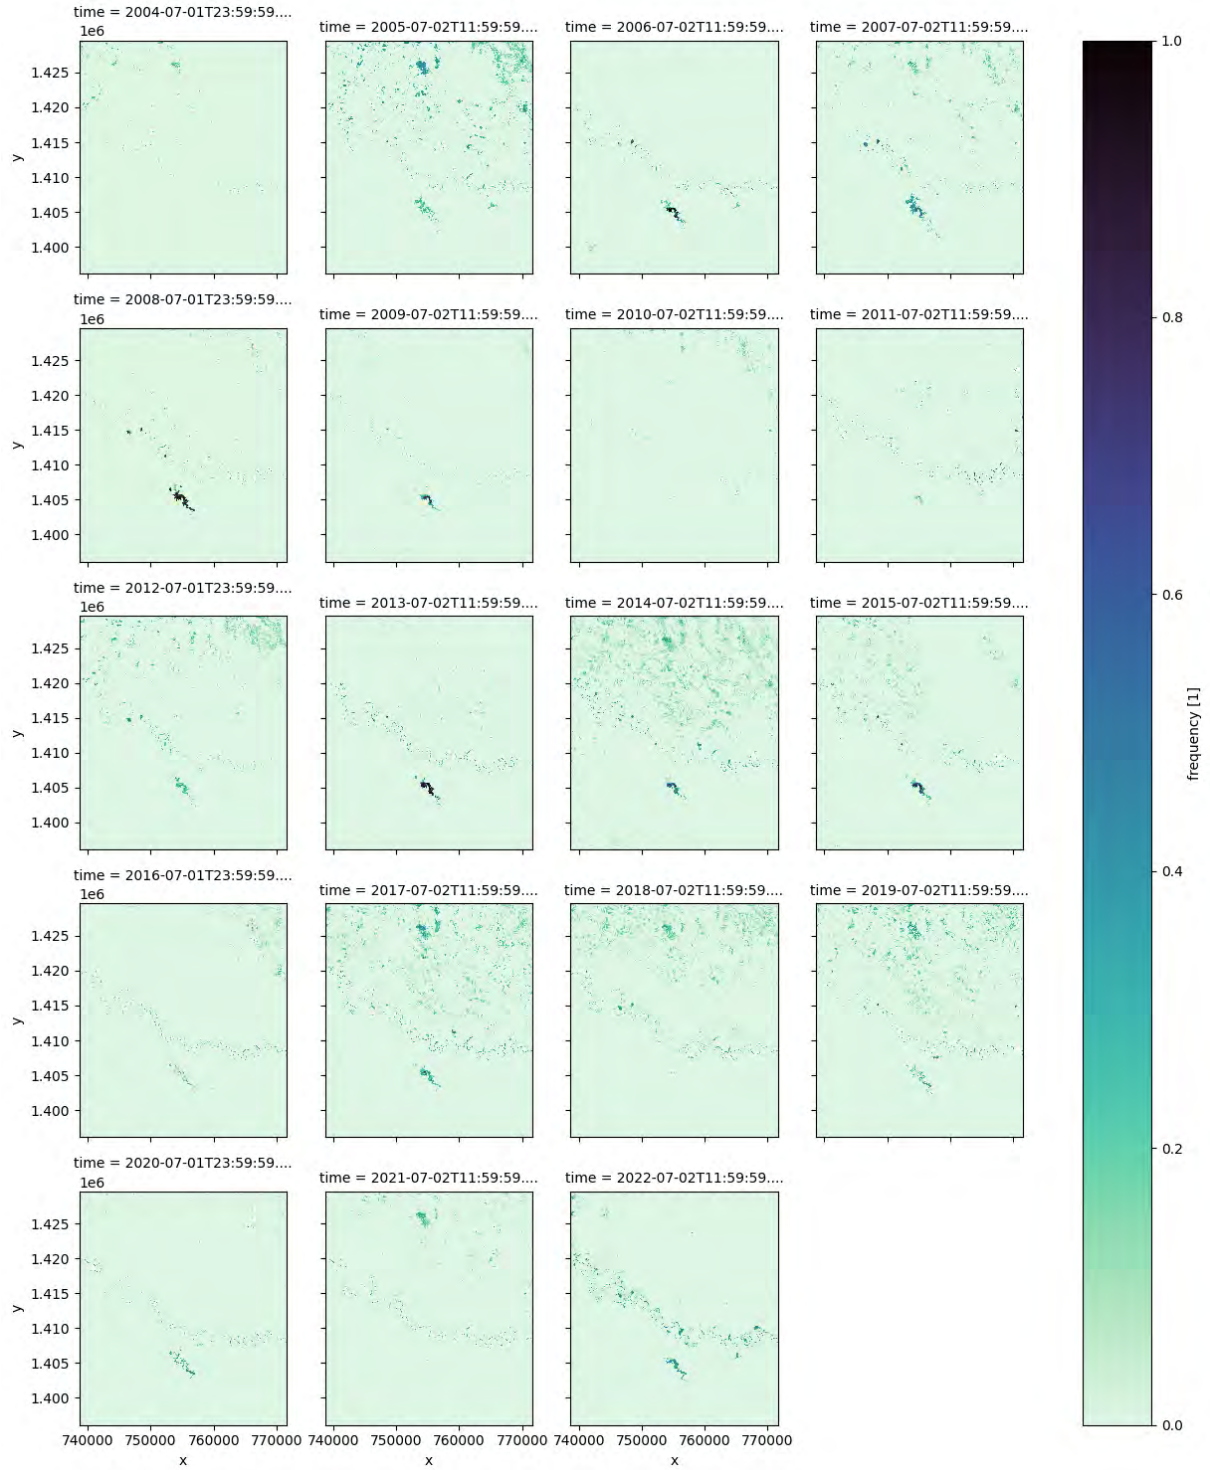 time = 2004-07-01T23:59:59....
time = 2005-07-02T11:59:59....
time = 2006-07-02T11:59:59....
time = 2007-07-02T11:59:59....
1e6
1.425
1.420
1.415
1.410
1.405
1.400
y
time = 2008-07-01T23:59:59....
time = 2009-07-02T11:59:59....
time = 2010-07-02T11:59:59....
time = 2011-07-02T11:59:59....
1e6
1.425
1.420
1.415
1.410
1.405
1.400
y
time = 2012-07-01T23:59:59....
time = 2013-07-02T11:59:59....
time = 2014-07-02T11:59:59....
time = 2015-07-02T11:59:59....
1e6
1.425
1.420
1.415
1.410
1.405
1.400
y
time = 2016-07-01T23:59:59....
time = 2017-07-02T11:59:59....
time = 2018-07-02T11:59:59....
time = 2019-07-02T11:59:59....
1e6
1.425
1.420
1.415
1.410
1.405
1.400
y
time = 2020-07-01T23:59:59....
time = 2021-07-02T11:59:59....
time = 2022-07-02T11:59:59....
1e6
1.425
1.420
1.415
1.410
1.405
1.400
y
740000 750000 760000 770000
x
740000 750000 760000 770000
x
740000 750000 760000 770000
x
1.0
0.8
0.6
0.4
0.2
0.0
frequency [1]